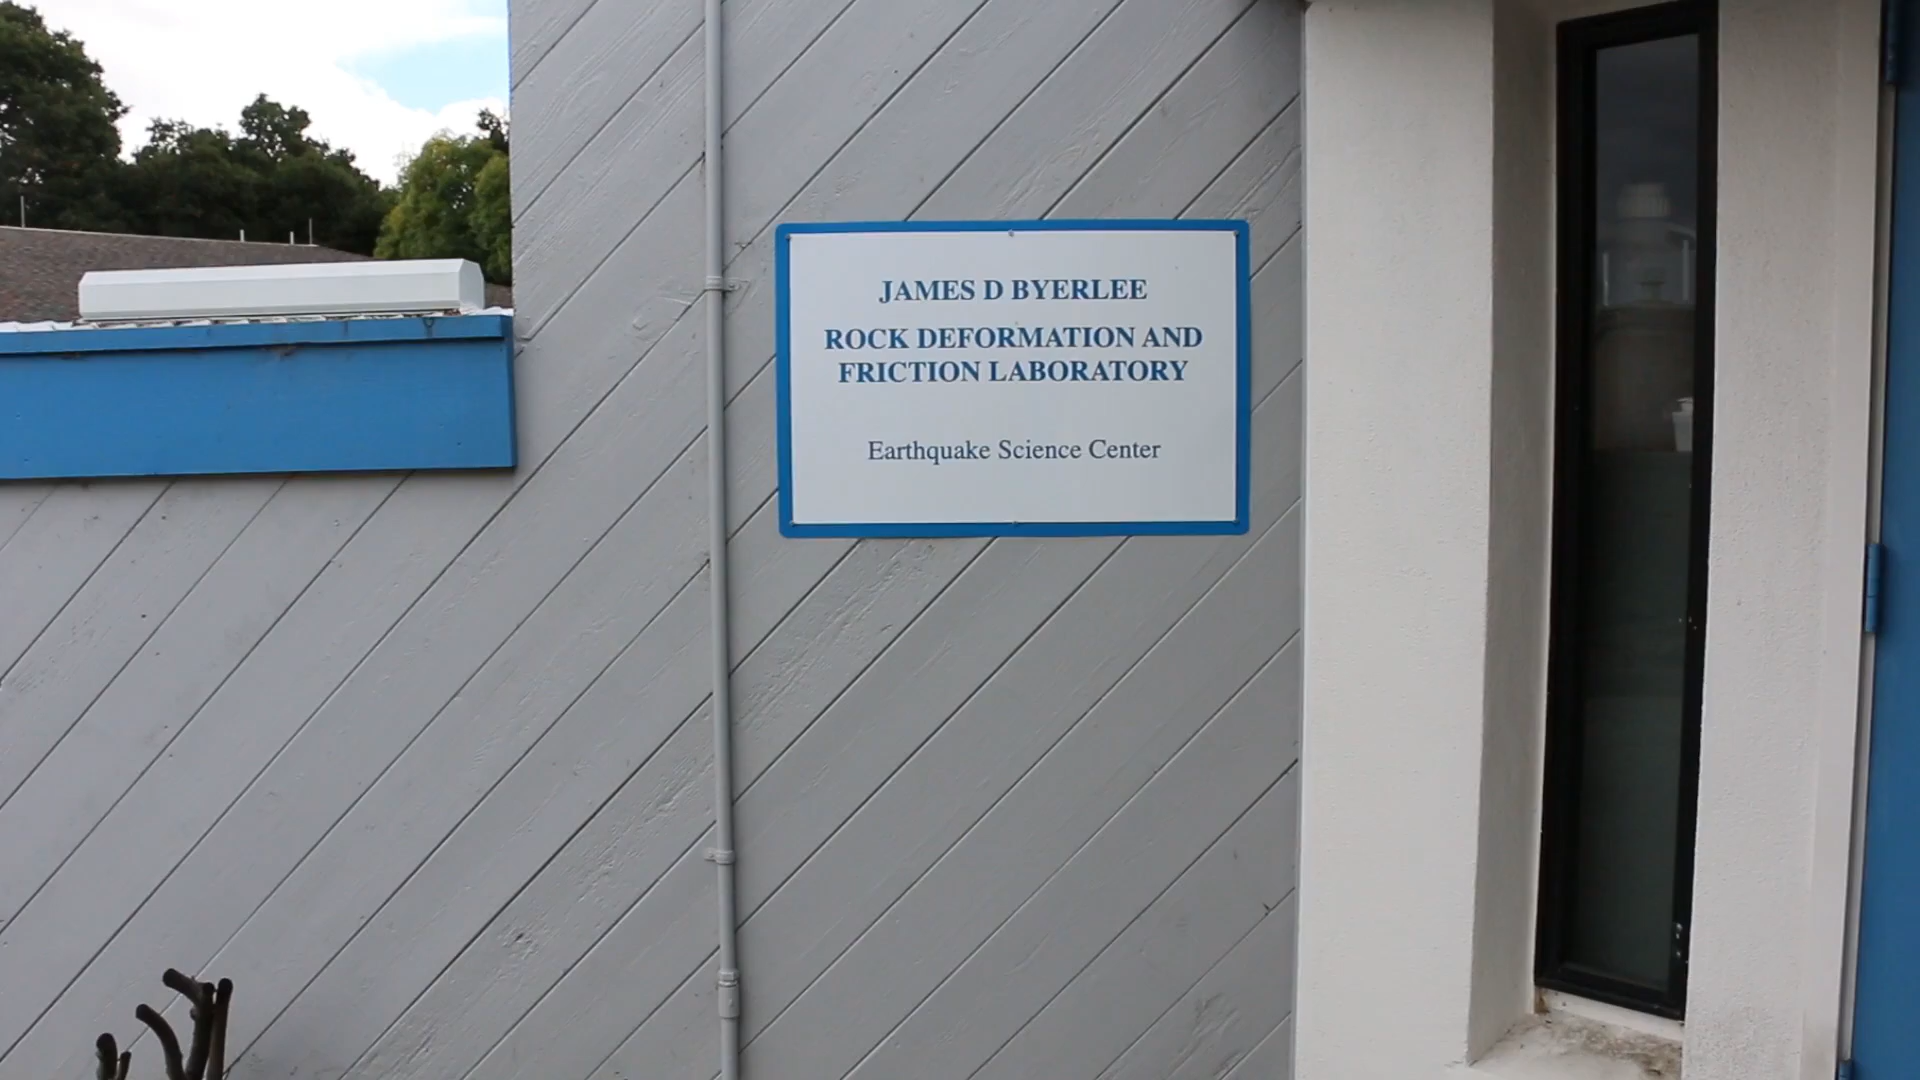 JAMES D BYERLEE
ROCK DEFORMATION AND
FRICTION LABORATORY
Earthquake Science Center